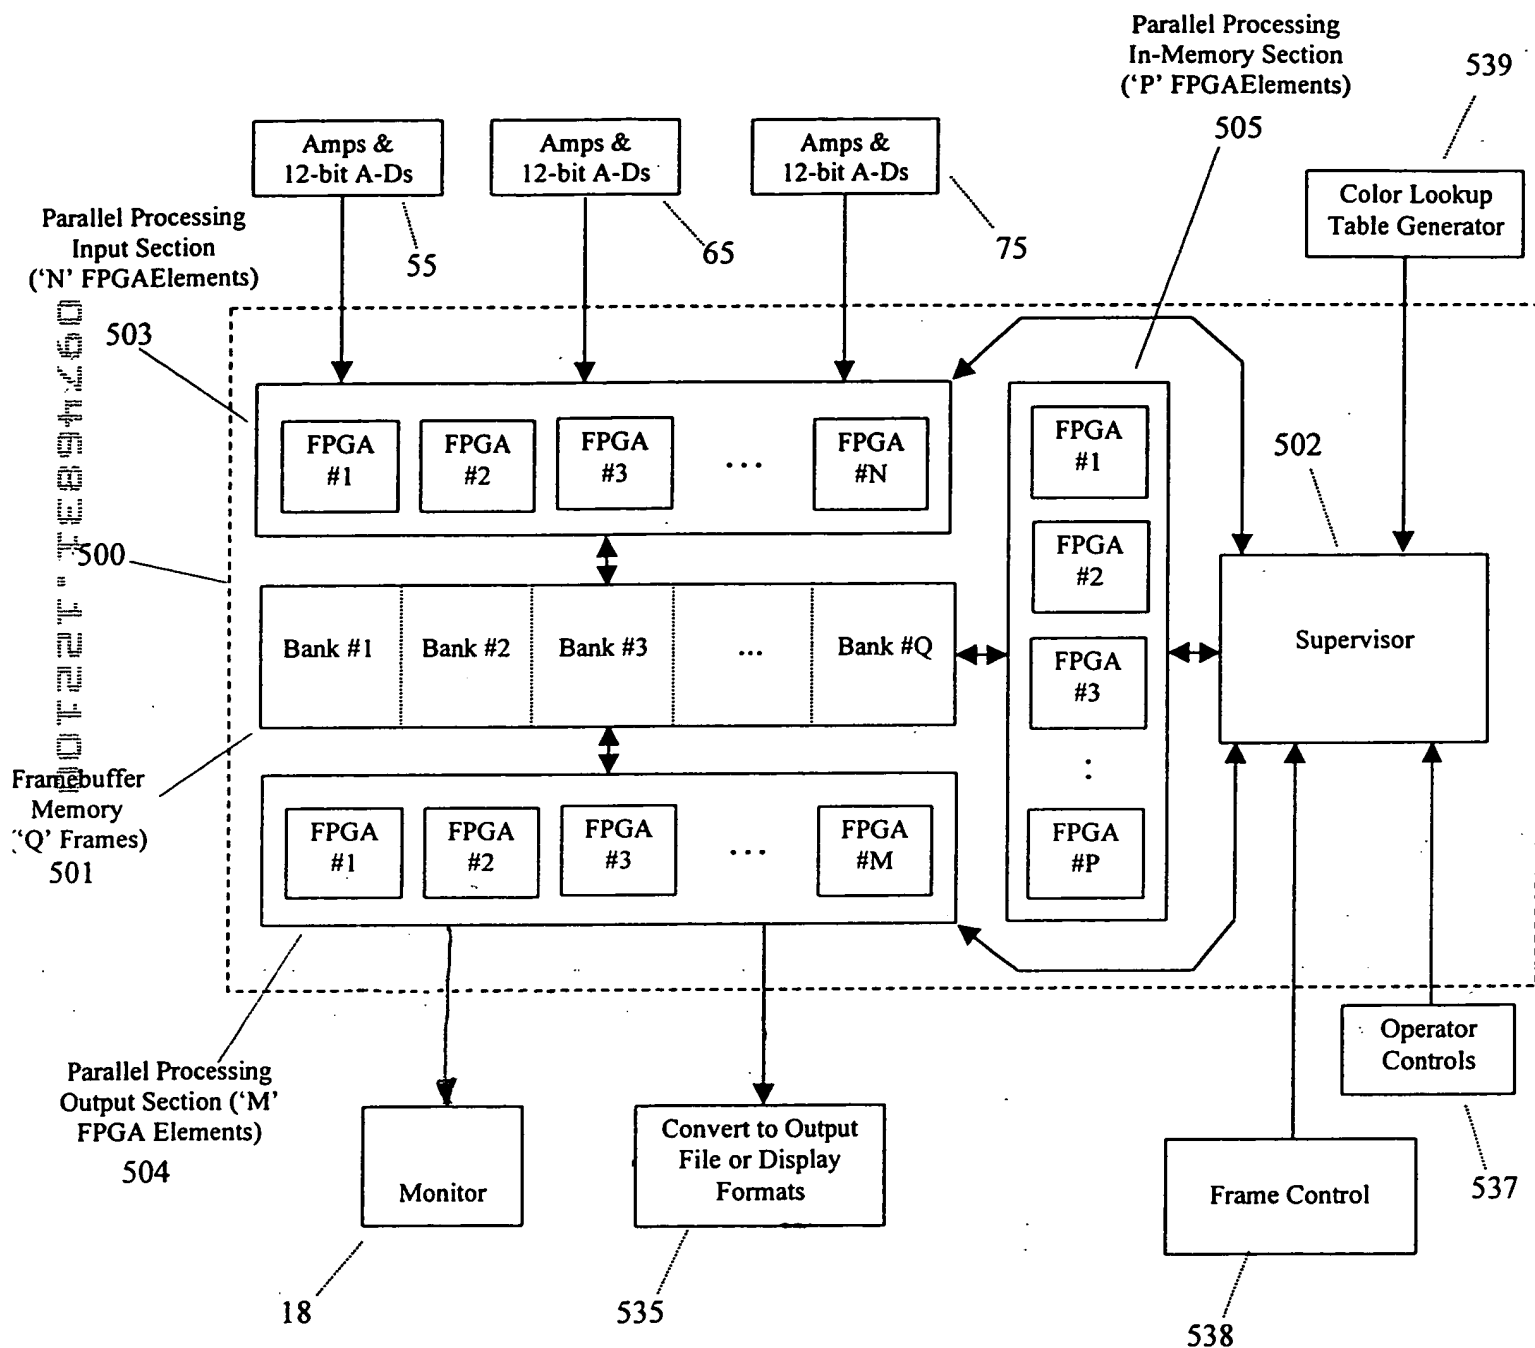 Parallel Processing
In-Memory Section
('P' FPGAElements)
505
539
Amps &
12-bit A-Ds
Amps &
12-bit A-Ds
Amps &
12-bit A-Ds
55
65
75
Color Lookup
Table Generator
Parallel Processing
Input Section
('N' FPGAElements)
503
FPGA
#1
FPGA
#2
FPGA
#3
...
FPGA
#N
FPGA
#1
FPGA
#2
FPGA
#3
:
FPGA
#P
502
500
Bank #1
Bank #2
Bank #3
...
Bank #Q
Supervisor
Framebuffer
Memory
('Q' Frames)
501
FPGA
#1
FPGA
#2
FPGA
#3
...
FPGA
#M
Parallel Processing
Output Section ('M'
FPGA Elements)
504
Monitor
18
Convert to Output
File or Display
Formats
535
Operator
Controls
537
Frame Control
538